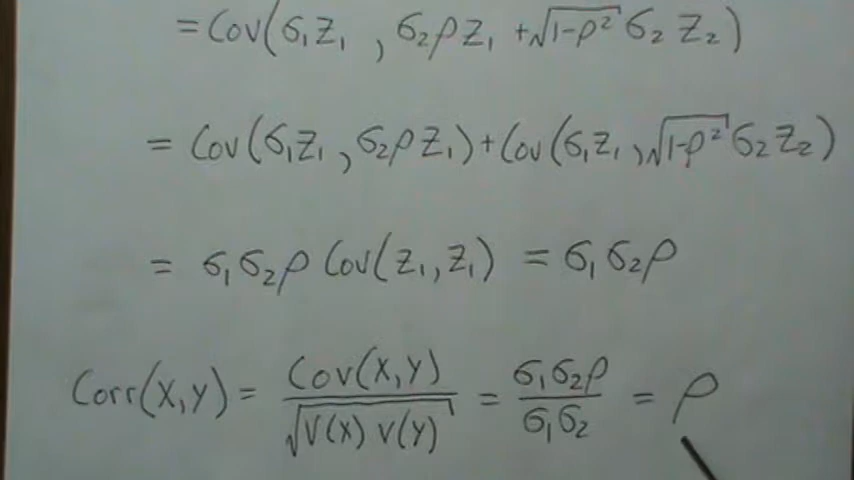 = Cov(σ₁Z₁ , σ₂ρZ₁ + √(1-ρ²) σ₂ Z₂)
= Cov(σ₁Z₁ , σ₂ρZ₁) + Cov(σ₁Z₁ , √(1-ρ²) σ₂ Z₂)
= σ₁σ₂ρ Cov(Z₁, Z₁) = σ₁σ₂ρ
Corr(X,Y) = Cov(X,Y) / √(V(X) V(Y)) = σ₁σ₂ρ / σ₁σ₂ = ρ